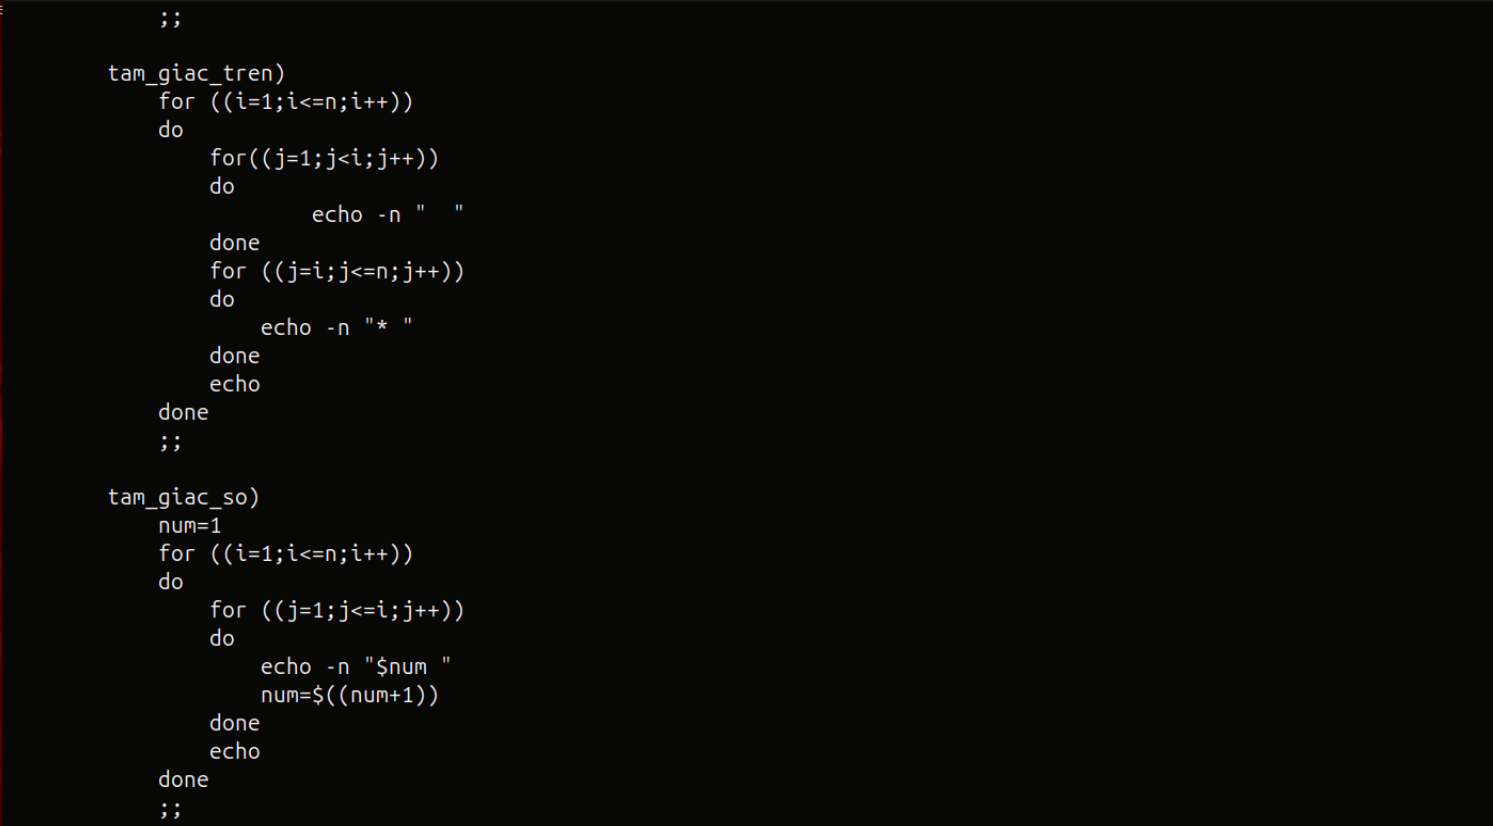 ;;
tam_giac_tren)
for ((i=1;i<=n;i++))
do
for((j=1;j<i;j++))
do
echo -n "  "
done
for ((j=i;j<=n;j++))
do
echo -n "* "
done
echo
done
;;
tam_giac_so)
num=1
for ((i=1;i<=n;i++))
do
for ((j=1;j<=i;j++))
do
echo -n "$num "
num=$((num+1))
done
echo
done
;;